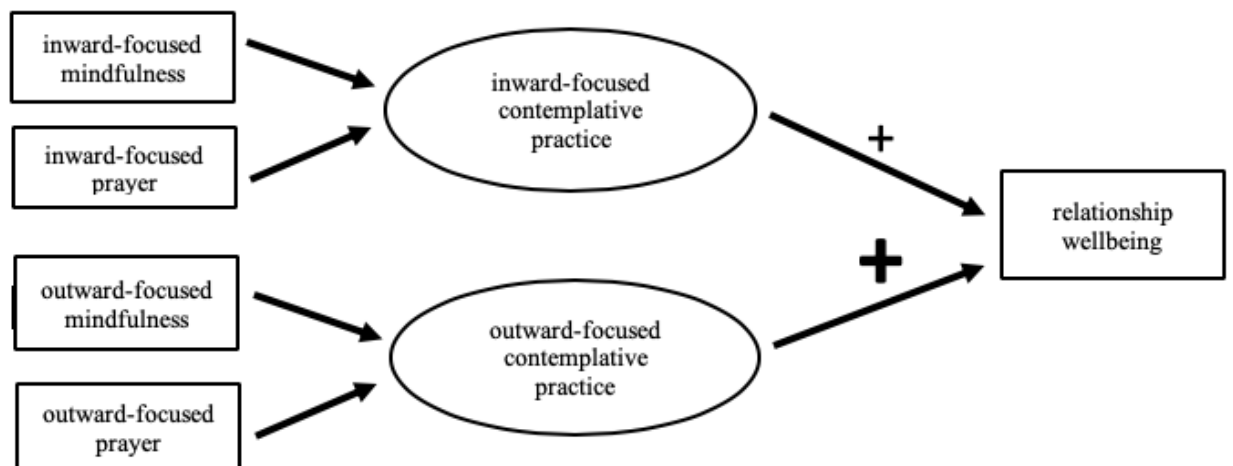 inward-focused
mindfulness
inward-focused
prayer
inward-focused
contemplative
practice
+
relationship
wellbeing
+
outward-focused
mindfulness
outward-focused
contemplative
practice
outward-focused
prayer